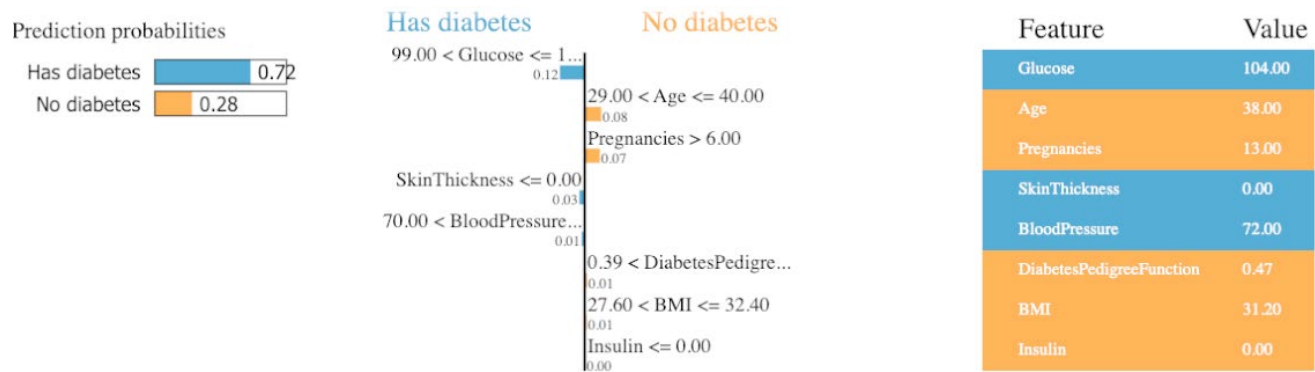 Prediction probabilities
Has diabetes 0.72
No diabetes 0.28
Has diabetes No diabetes
99.00 < Glucose <= 1...
0.12
29.00 < Age <= 40.00
0.08
Pregnancies > 6.00
0.07
SkinThickness <= 0.00
0.03
70.00 < BloodPressure...
0.01
0.39 < DiabetesPedigre...
0.01
27.60 < BMI <= 32.40
0.01
Insulin <= 0.00
0.00
Feature Value
Glucose 104.00
Age 38.00
Pregnancies 13.00
SkinThickness 0.00
BloodPressure 72.00
DiabetesPedigreeFunction 0.47
BMI 31.20
Insulin 0.00